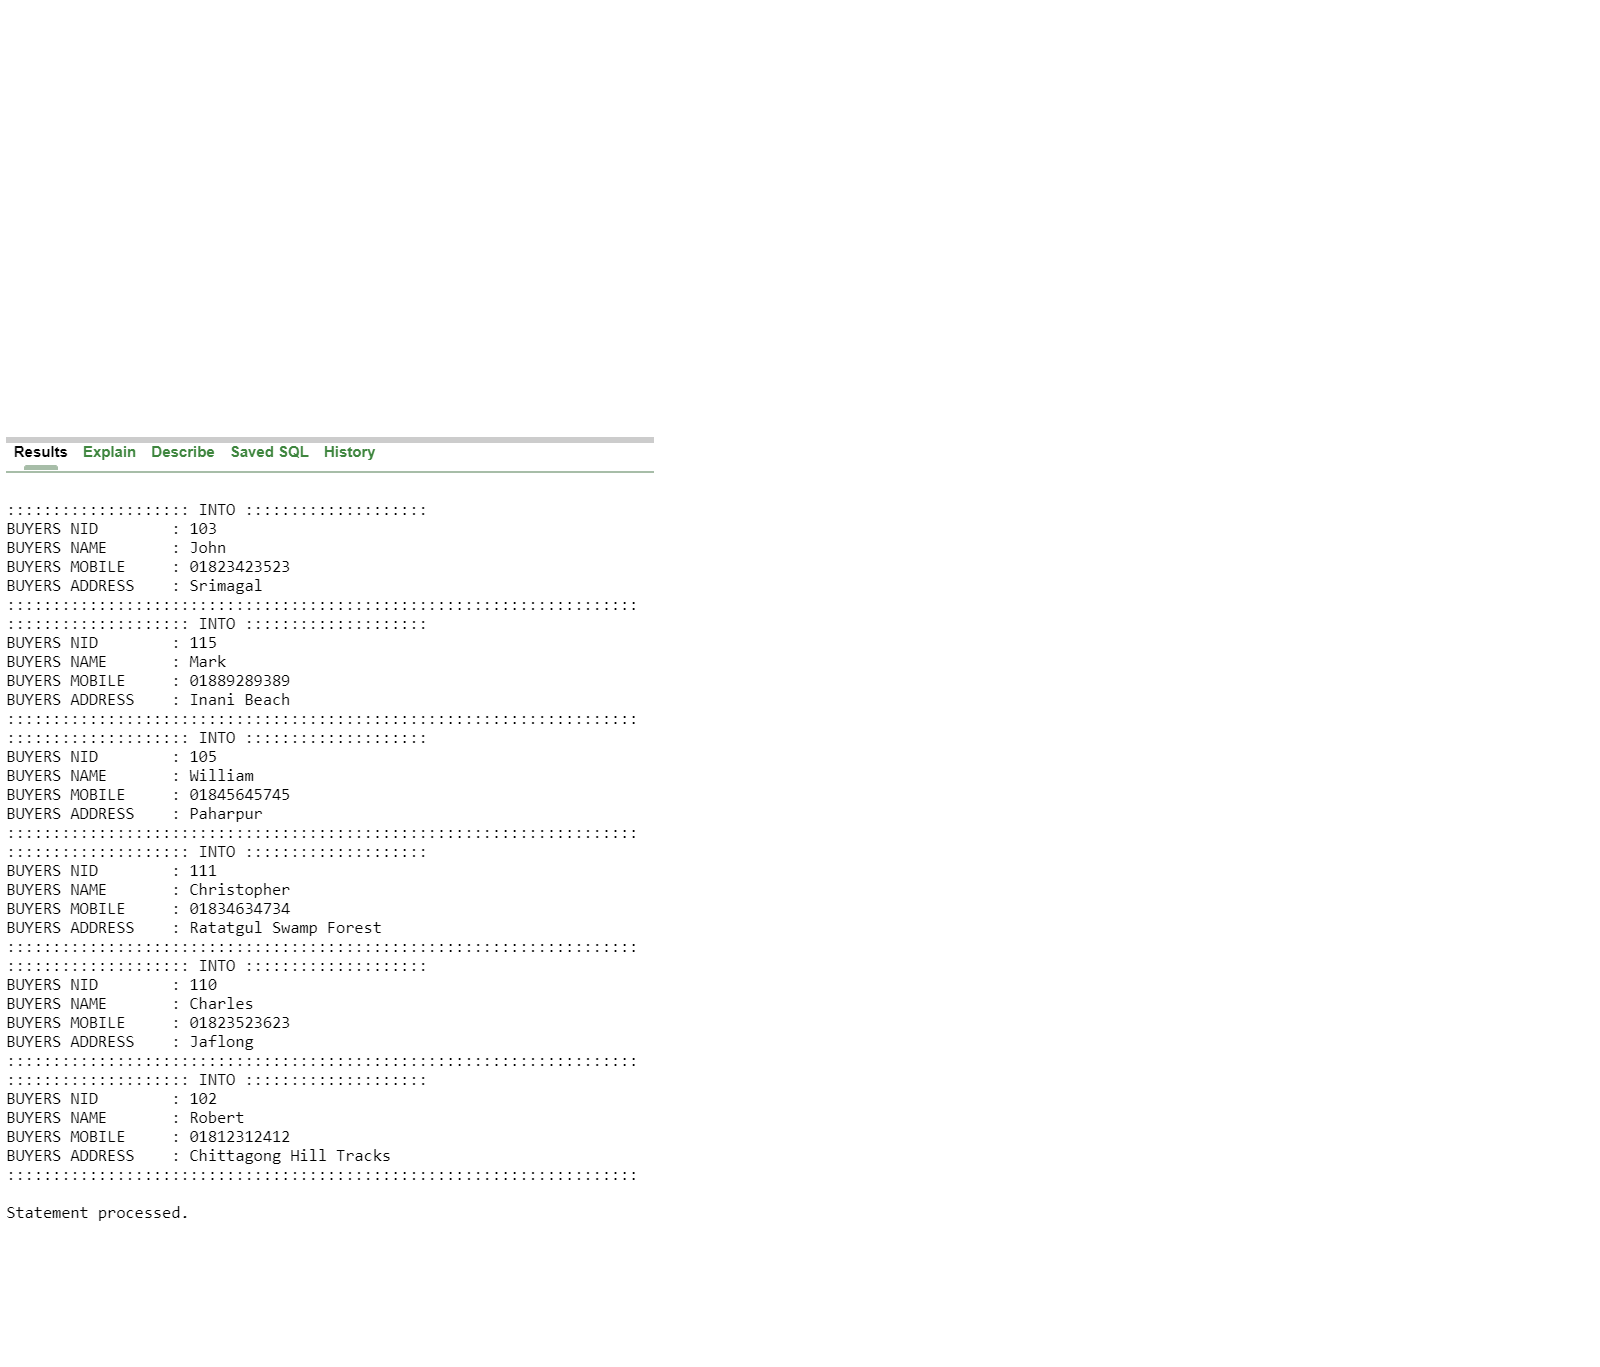 Results Explain Describe Saved SQL History
:::::::::::::::::::: INTO ::::::::::::::::::::
BUYERS NID        : 103
BUYERS NAME       : John
BUYERS MOBILE     : 01823423523
BUYERS ADDRESS    : Srimagal
:::::::::::::::::::::::::::::::::::::::::::::::::::::::::::::::::::::
:::::::::::::::::::: INTO ::::::::::::::::::::
BUYERS NID        : 115
BUYERS NAME       : Mark
BUYERS MOBILE     : 01889289389
BUYERS ADDRESS    : Inani Beach
:::::::::::::::::::::::::::::::::::::::::::::::::::::::::::::::::::::
:::::::::::::::::::: INTO ::::::::::::::::::::
BUYERS NID        : 105
BUYERS NAME       : William
BUYERS MOBILE     : 01845645745
BUYERS ADDRESS    : Paharpur
:::::::::::::::::::::::::::::::::::::::::::::::::::::::::::::::::::::
:::::::::::::::::::: INTO ::::::::::::::::::::
BUYERS NID        : 111
BUYERS NAME       : Christopher
BUYERS MOBILE     : 01834634734
BUYERS ADDRESS    : Ratatgul Swamp Forest
:::::::::::::::::::::::::::::::::::::::::::::::::::::::::::::::::::::
:::::::::::::::::::: INTO ::::::::::::::::::::
BUYERS NID        : 110
BUYERS NAME       : Charles
BUYERS MOBILE     : 01823523623
BUYERS ADDRESS    : Jaflong
:::::::::::::::::::::::::::::::::::::::::::::::::::::::::::::::::::::
:::::::::::::::::::: INTO ::::::::::::::::::::
BUYERS NID        : 102
BUYERS NAME       : Robert
BUYERS MOBILE     : 01812312412
BUYERS ADDRESS    : Chittagong Hill Tracks
:::::::::::::::::::::::::::::::::::::::::::::::::::::::::::::::::::::
Statement processed.